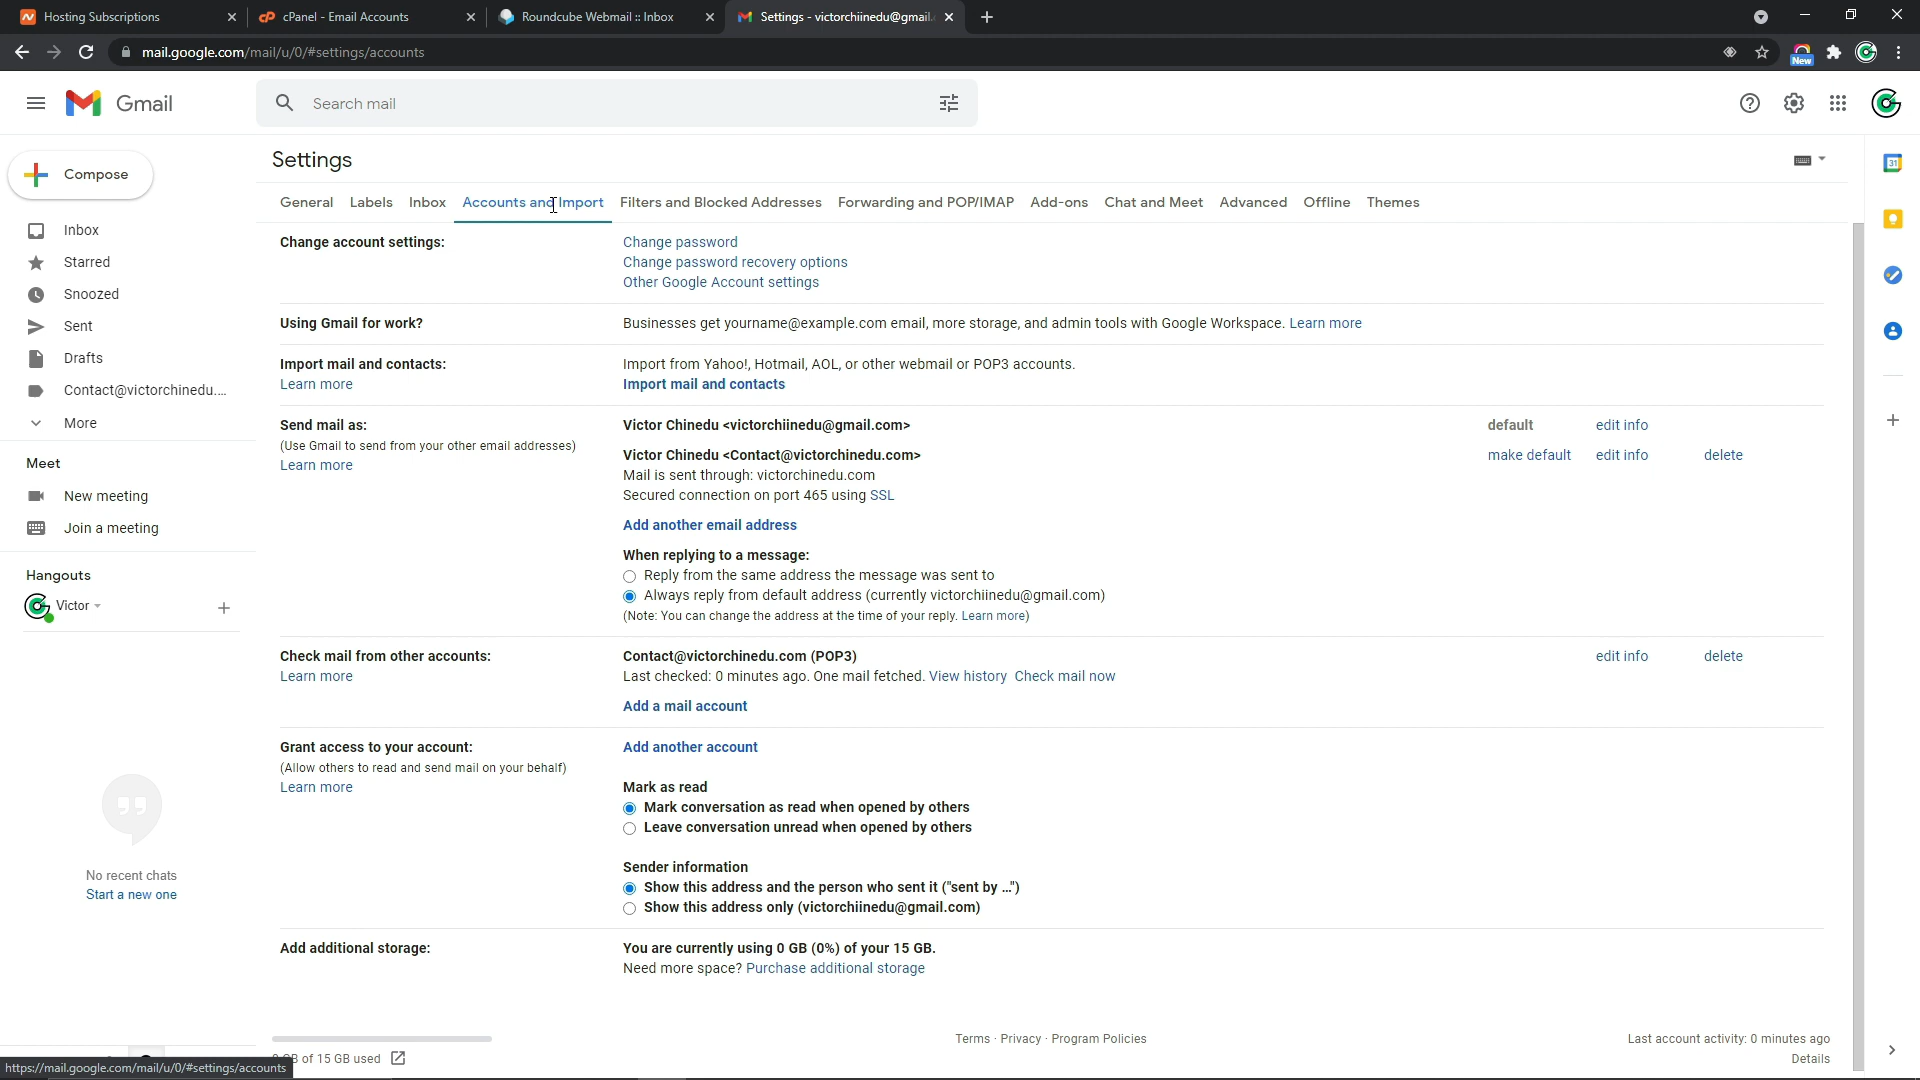 Hosting Subscriptions
cPanel - Email Accounts
Roundcube Webmail :: Inbox
Settings - victorchiinedu@gmail.
mail.google.com/mail/u/0/#settings/accounts
New
Gmail
Search mail
Compose
Inbox
Starred
Snoozed
Sent
Drafts
Contact@victorchinedu....
More
Meet
New meeting
Join a meeting
Hangouts
Victor
No recent chats
Start a new one
https://mail.google.com/mail/u/0/#settings/accounts
Settings
General Labels Inbox Accounts and Import Filters and Blocked Addresses Forwarding and POP/IMAP Add-ons Chat and Meet Advanced Offline Themes
Change account settings:
Change password
Change password recovery options
Other Google Account settings
Using Gmail for work?
Businesses get yourname@example.com email, more storage, and admin tools with Google Workspace. Learn more
Import mail and contacts:
Learn more
Import from Yahoo!, Hotmail, AOL, or other webmail or POP3 accounts.
Import mail and contacts
Send mail as:
(Use Gmail to send from your other email addresses)
Learn more
Victor Chinedu <victorchiinedu@gmail.com> default edit info
Victor Chinedu <Contact@victorchinedu.com> make default edit info delete
Mail is sent through: victorchinedu.com
Secured connection on port 465 using SSL
Add another email address
When replying to a message:
Reply from the same address the message was sent to
Always reply from default address (currently victorchiinedu@gmail.com)
(Note: You can change the address at the time of your reply. Learn more)
Check mail from other accounts:
Learn more
Contact@victorchinedu.com (POP3) edit info delete
Last checked: 0 minutes ago. One mail fetched. View history Check mail now
Add a mail account
Grant access to your account:
(Allow others to read and send mail on your behalf)
Learn more
Add another account
Mark as read
Mark conversation as read when opened by others
Leave conversation unread when opened by others
Sender information
Show this address and the person who sent it ("sent by ...")
Show this address only (victorchiinedu@gmail.com)
Add additional storage:
You are currently using 0 GB (0%) of your 15 GB.
Need more space? Purchase additional storage
of 15 GB used
Terms · Privacy · Program Policies
Last account activity: 0 minutes ago
Details
31